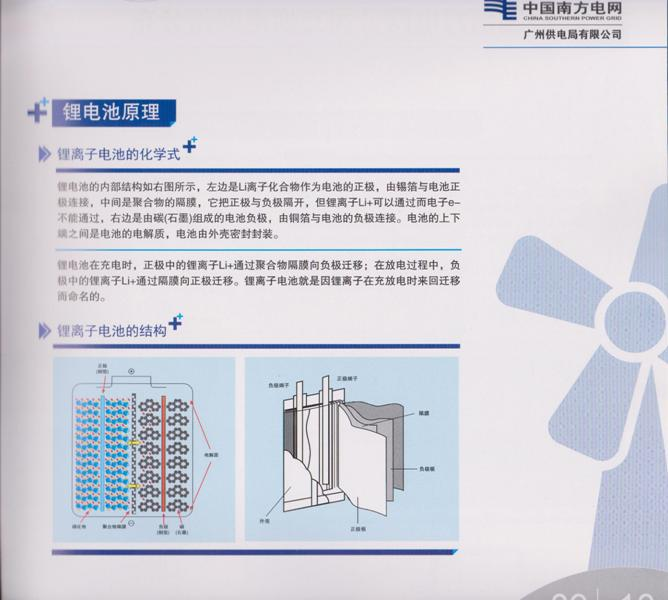 中国南方电网
CHINA SOUTHERN POWER GRID
广州供电局有限公司
锂电池原理
锂离子电池的化学式
锂电池的内部结构如右图所示，左边是Li离子化合物作为电池的正极，由锡箔与电池正
极连接，中间是聚合物的隔膜，它把正极与负极隔开，但锂离子Li+可以通过而电子e-
不能通过，右边是由碳(石墨)组成的电池负极，由铜箔与电池的负极连接。电池的上下
端之间是电池的电解质，电池由外壳密封封装。
锂电池在充电时，正极中的锂离子Li+通过聚合物隔膜向负极迁移；在放电过程中，负
极中的锂离子Li+通过隔膜向正极迁移。锂离子电池就是因锂离子在充放电时来回迁移
而命名的。
锂离子电池的结构
正极
电解质
聚合物隔膜
负极
(铜箔)
碳
(石墨)
负极端子
正极端子
隔膜
负极板
外壳
正极板